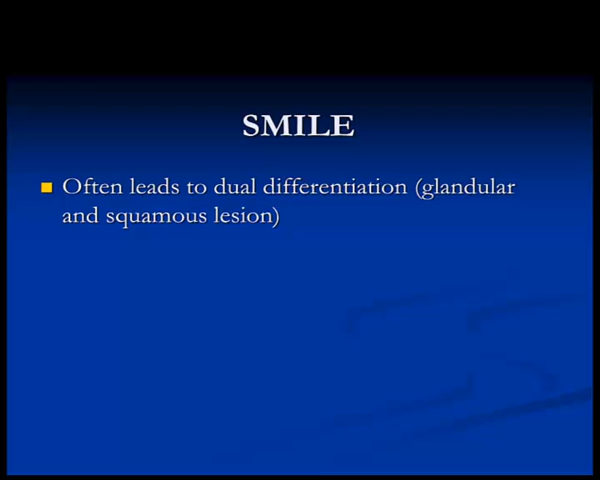 SMILE
Often leads to dual differentiation (glandular
and squamous lesion)